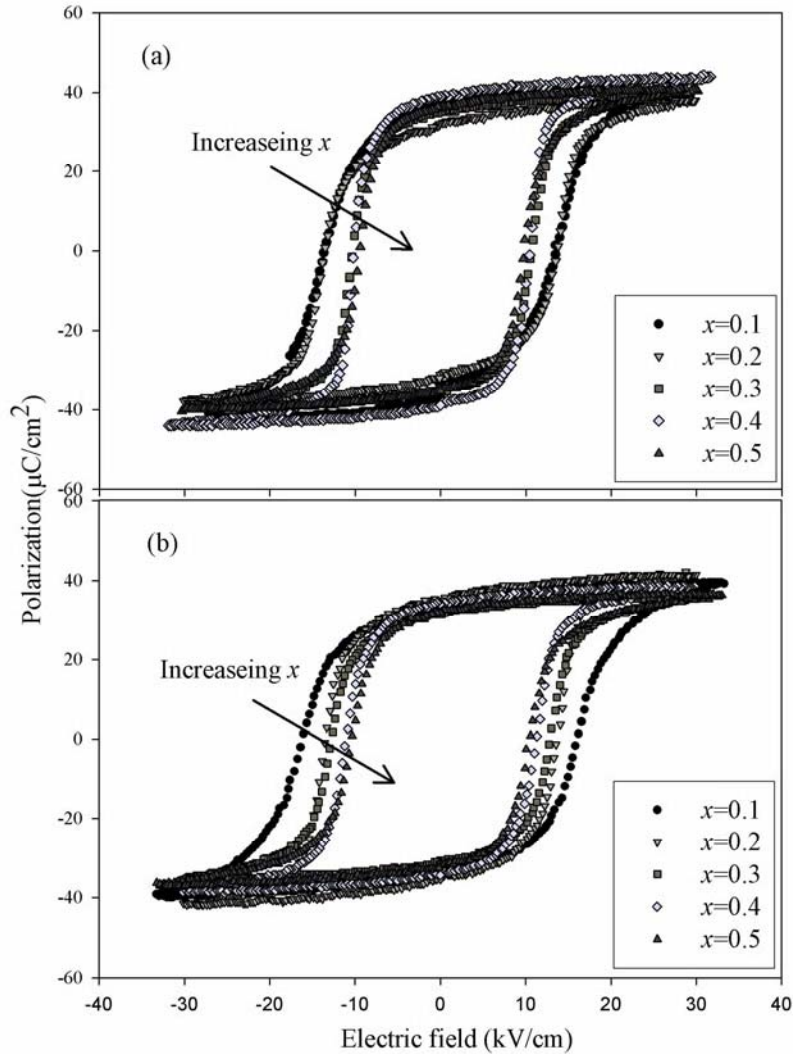 60
(a)
40
Increaseing x
20
0
-20
x=0.1
x=0.2
x=0.3
-40
x=0.4
x=0.5
-60
Polarization(µC/cm²)
60
(b)
40
20
Increaseing x
0
x=0.1
-20
x=0.2
x=0.3
-40
x=0.4
x=0.5
-60
-40 -30 -20 -10 0 10 20 30 40
Electric field (kV/cm)